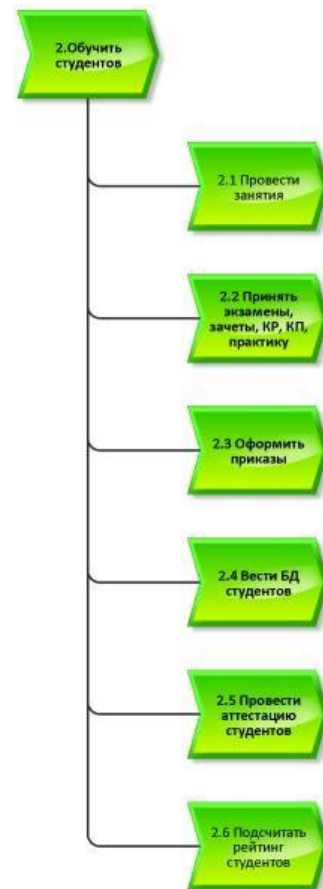 2.Обучить
студентов
2.1 Провести
занятия
2.2 Принять
экзамены,
зачеты, КР, КП,
практику
2.3 Оформить
приказы
2.4 Вести БД
студентов
2.5 Провести
аттестацию
студентов
2.6 Подсчитать
рейтинг
студентов